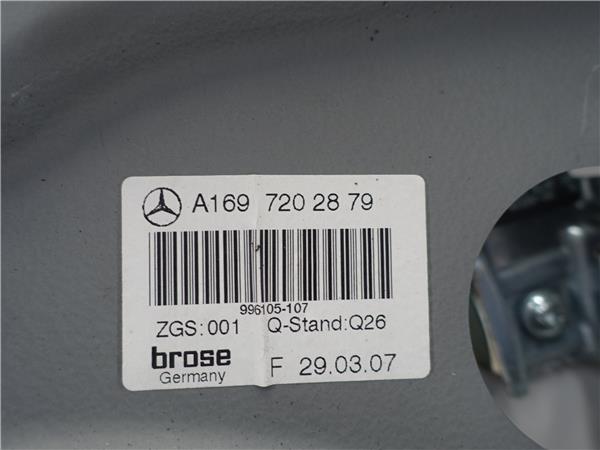 A169 720 28 79
996105-107
ZGS:001 Q-Stand:Q26
brose
Germany
F 29.03.07